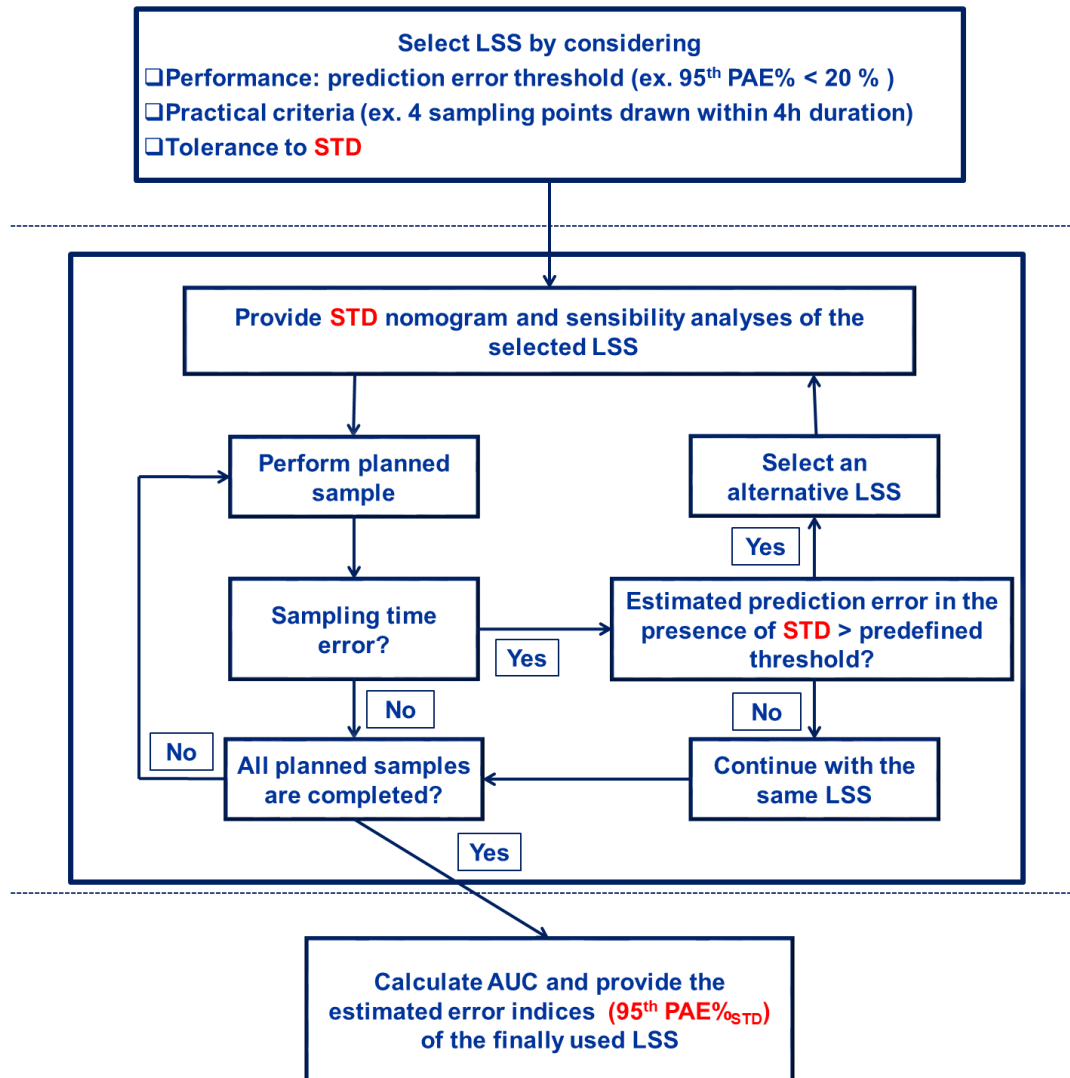 Select LSS by considering
❑Performance: prediction error threshold (ex. 95th PAE% < 20 % )
❑Practical criteria (ex. 4 sampling points drawn within 4h duration)
❑Tolerance to STD
Provide STD nomogram and sensibility analyses of the
selected LSS
Perform planned
sample
Select an
alternative LSS
Yes
Sampling time
error?
Yes
Estimated prediction error in the
presence of STD > predefined
threshold?
No
No
No
All planned samples
are completed?
Continue with the
same LSS
Yes
Calculate AUC and provide the
estimated error indices (95th PAE%STD)
of the finally used LSS